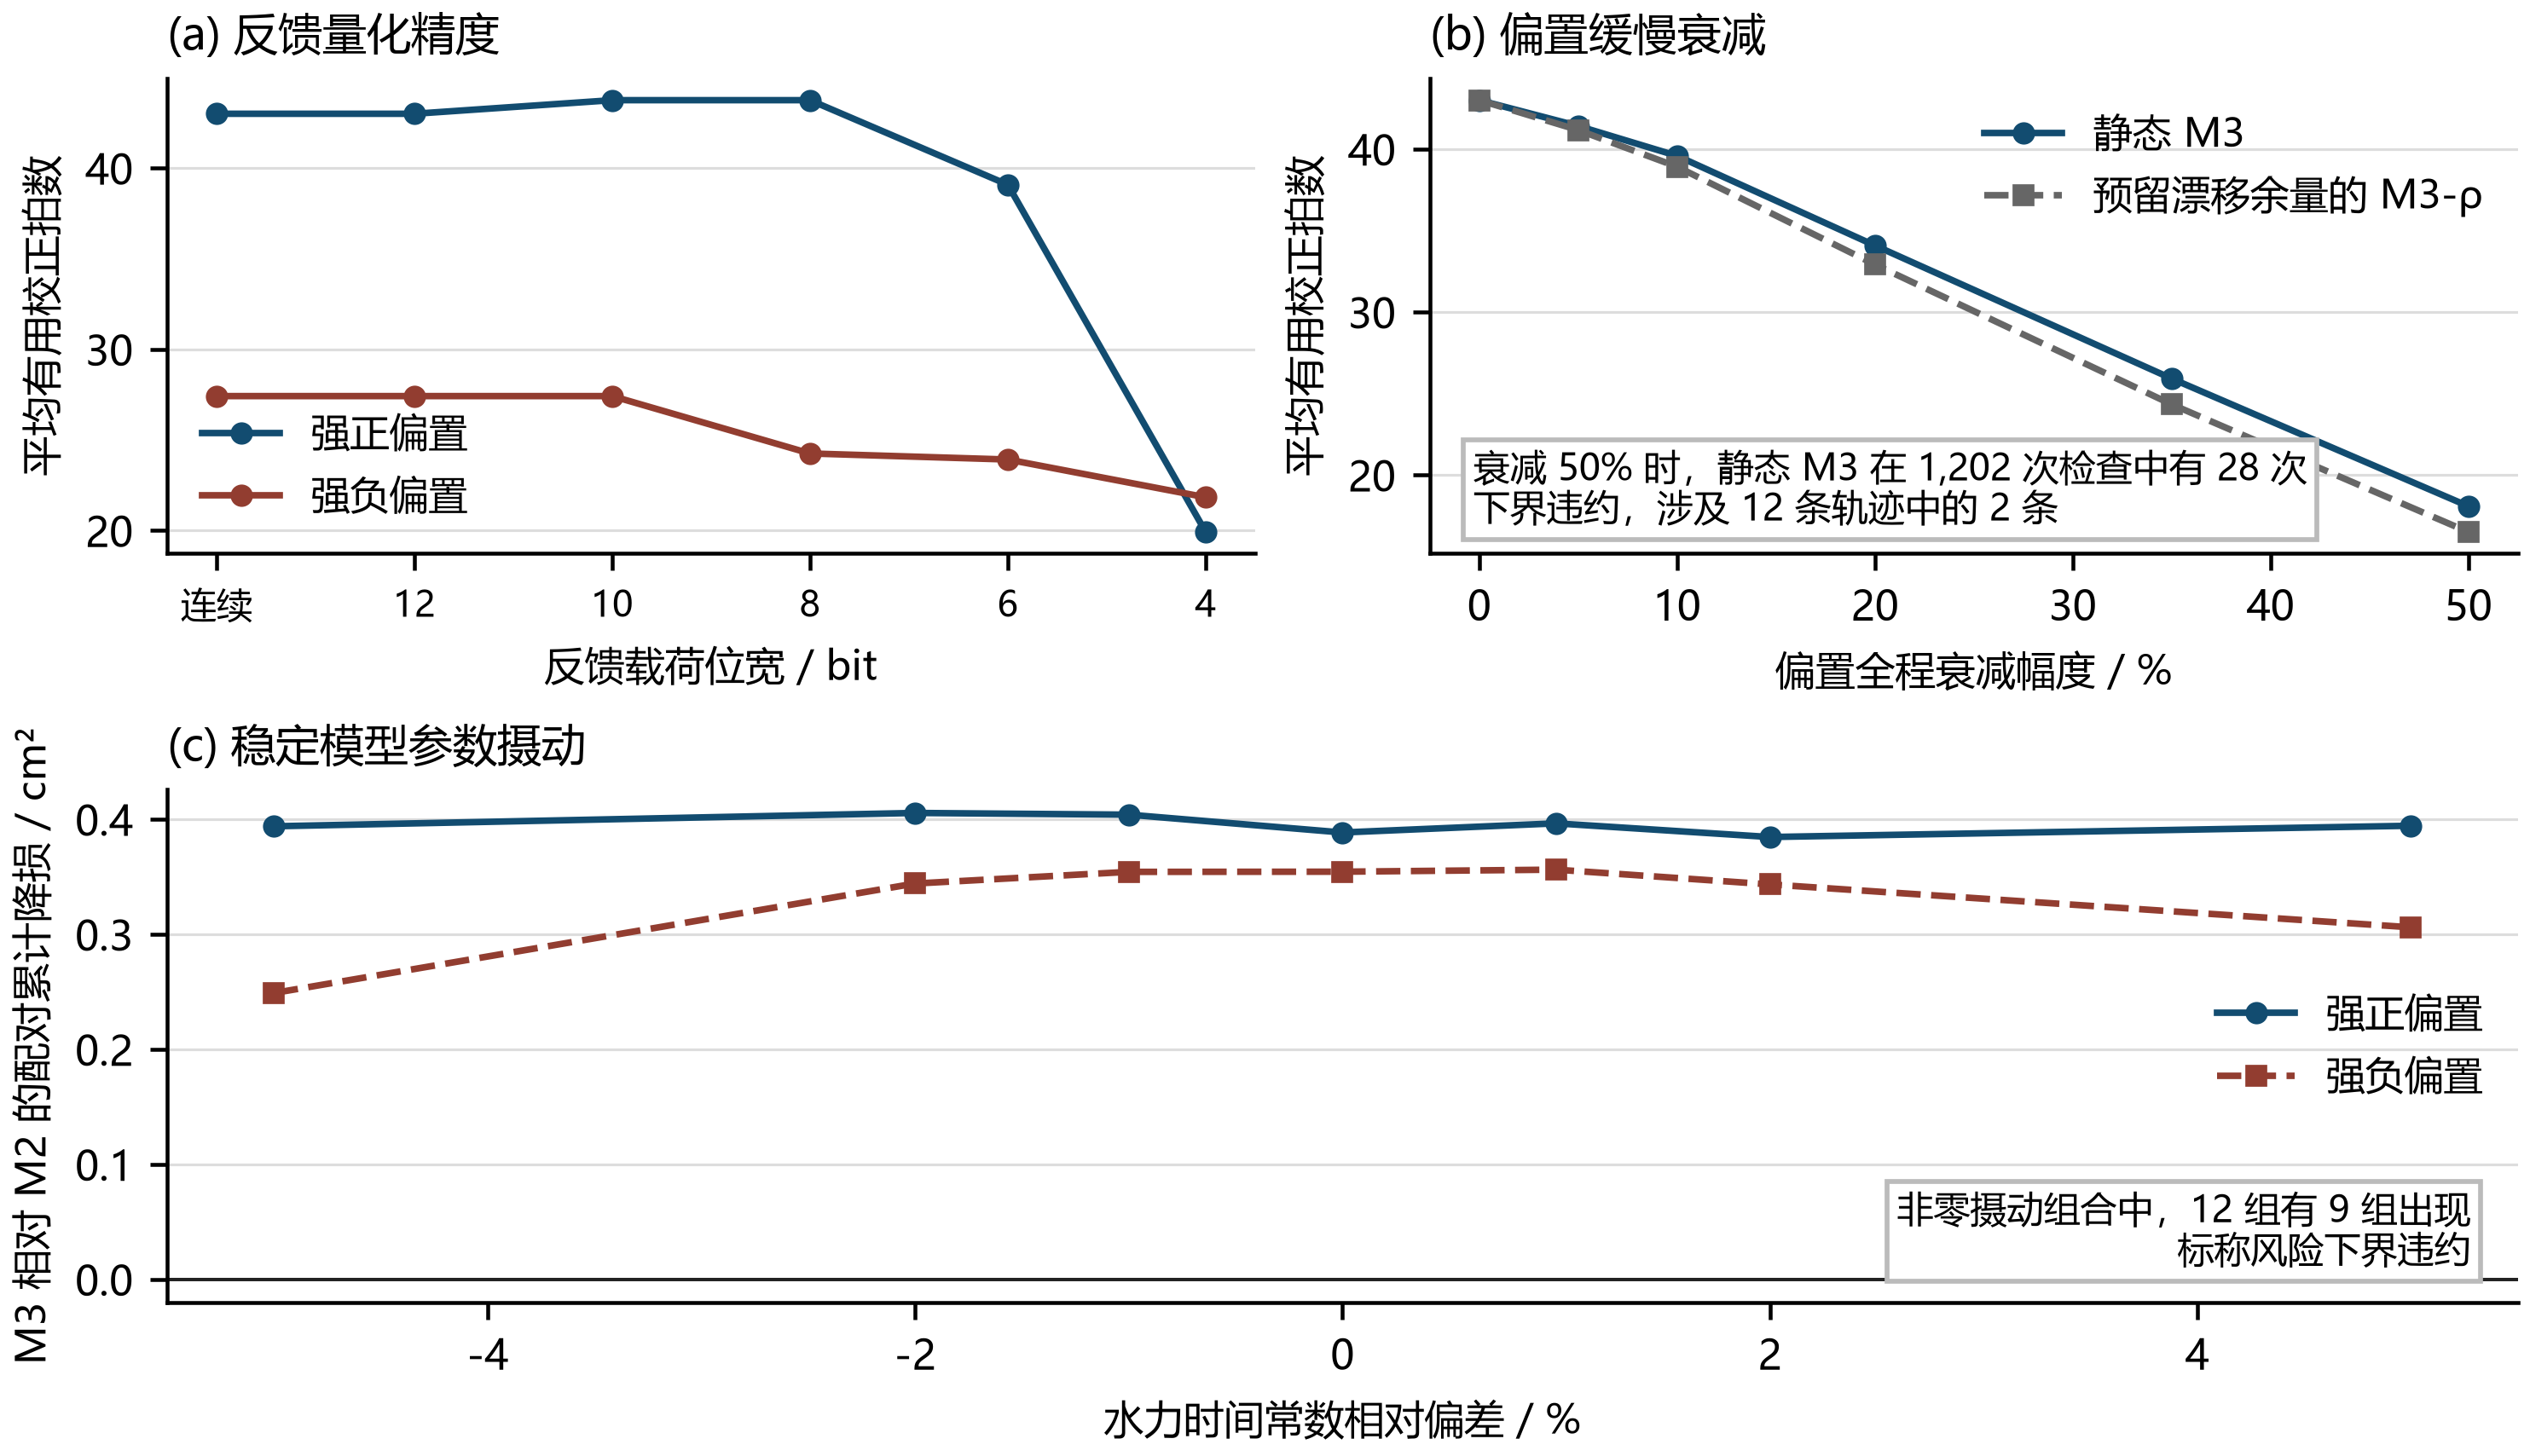 (a) 反馈量化精度
平均有用校正拍数
40
30
20
强正偏置
强负偏置
连续 12 10 8 6 4
反馈载荷位宽 / bit
(b) 偏置缓慢衰减
平均有用校正拍数
40
30
20
静态 M3
预留漂移余量的 M3-ρ
衰减 50% 时，静态 M3 在 1,202 次检查中有 28 次
下界违约，涉及 12 条轨迹中的 2 条
0 10 20 30 40 50
偏置全程衰减幅度 / %
(c) 稳定模型参数摄动
M3 相对 M2 的配对累计降损 / cm²
0.4
0.3
0.2
0.1
0.0
强正偏置
强负偏置
非零摄动组合中，12 组有 9 组出现
标称风险下界违约
-4 -2 0 2 4
水力时间常数相对偏差 / %